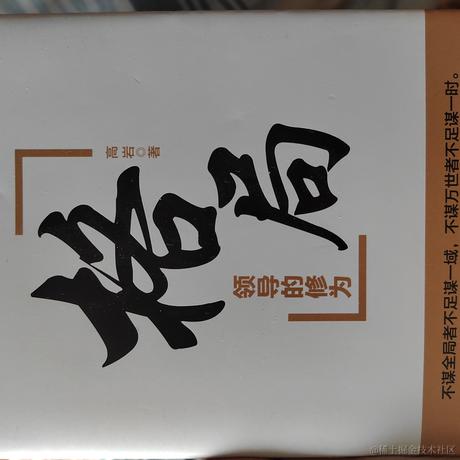 高岩◎著
格局
领导的修为
不谋全局者不足谋一域，不谋万世者不足谋一时。
@稀土掘金技术社区